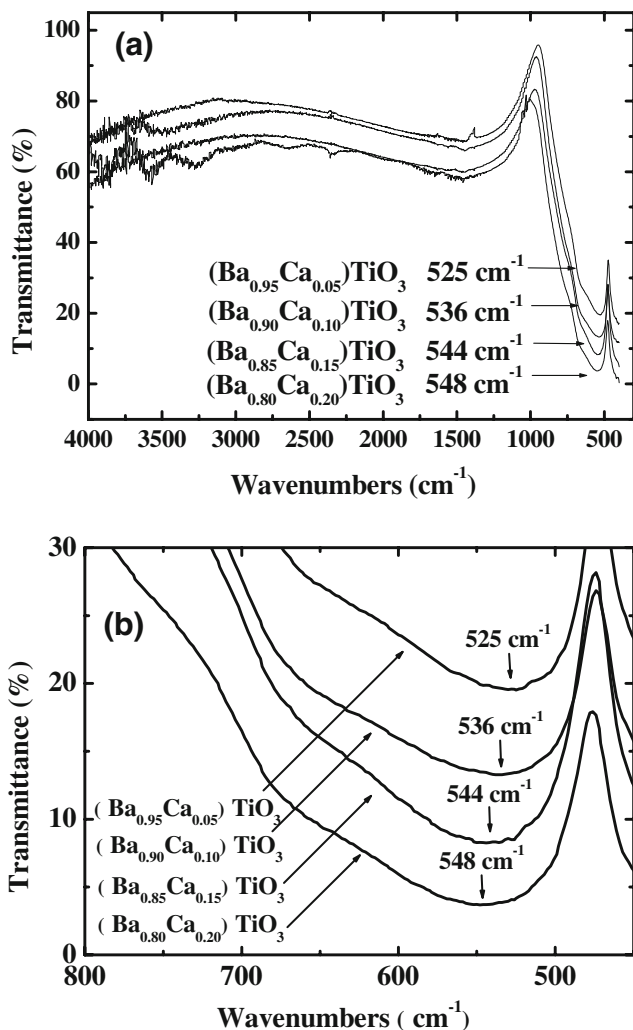 (a)
100
80
60
40
20
0
Transmittance (%)
(Ba0.95Ca0.05)TiO3 525 cm-1
(Ba0.90Ca0.10)TiO3 536 cm-1
(Ba0.85Ca0.15)TiO3 544 cm-1
(Ba0.80Ca0.20)TiO3 548 cm-1
4000 3500 3000 2500 2000 1500 1000 500
Wavenumbers (cm-1)
30
20
10
0
Transmittance (%)
(b)
525 cm-1
536 cm-1
544 cm-1
548 cm-1
( Ba0.95Ca0.05) TiO3
( Ba0.90Ca0.10) TiO3
( Ba0.85Ca0.15) TiO3
( Ba0.80Ca0.20) TiO3
800 700 600 500
Wavenumbers ( cm-1)